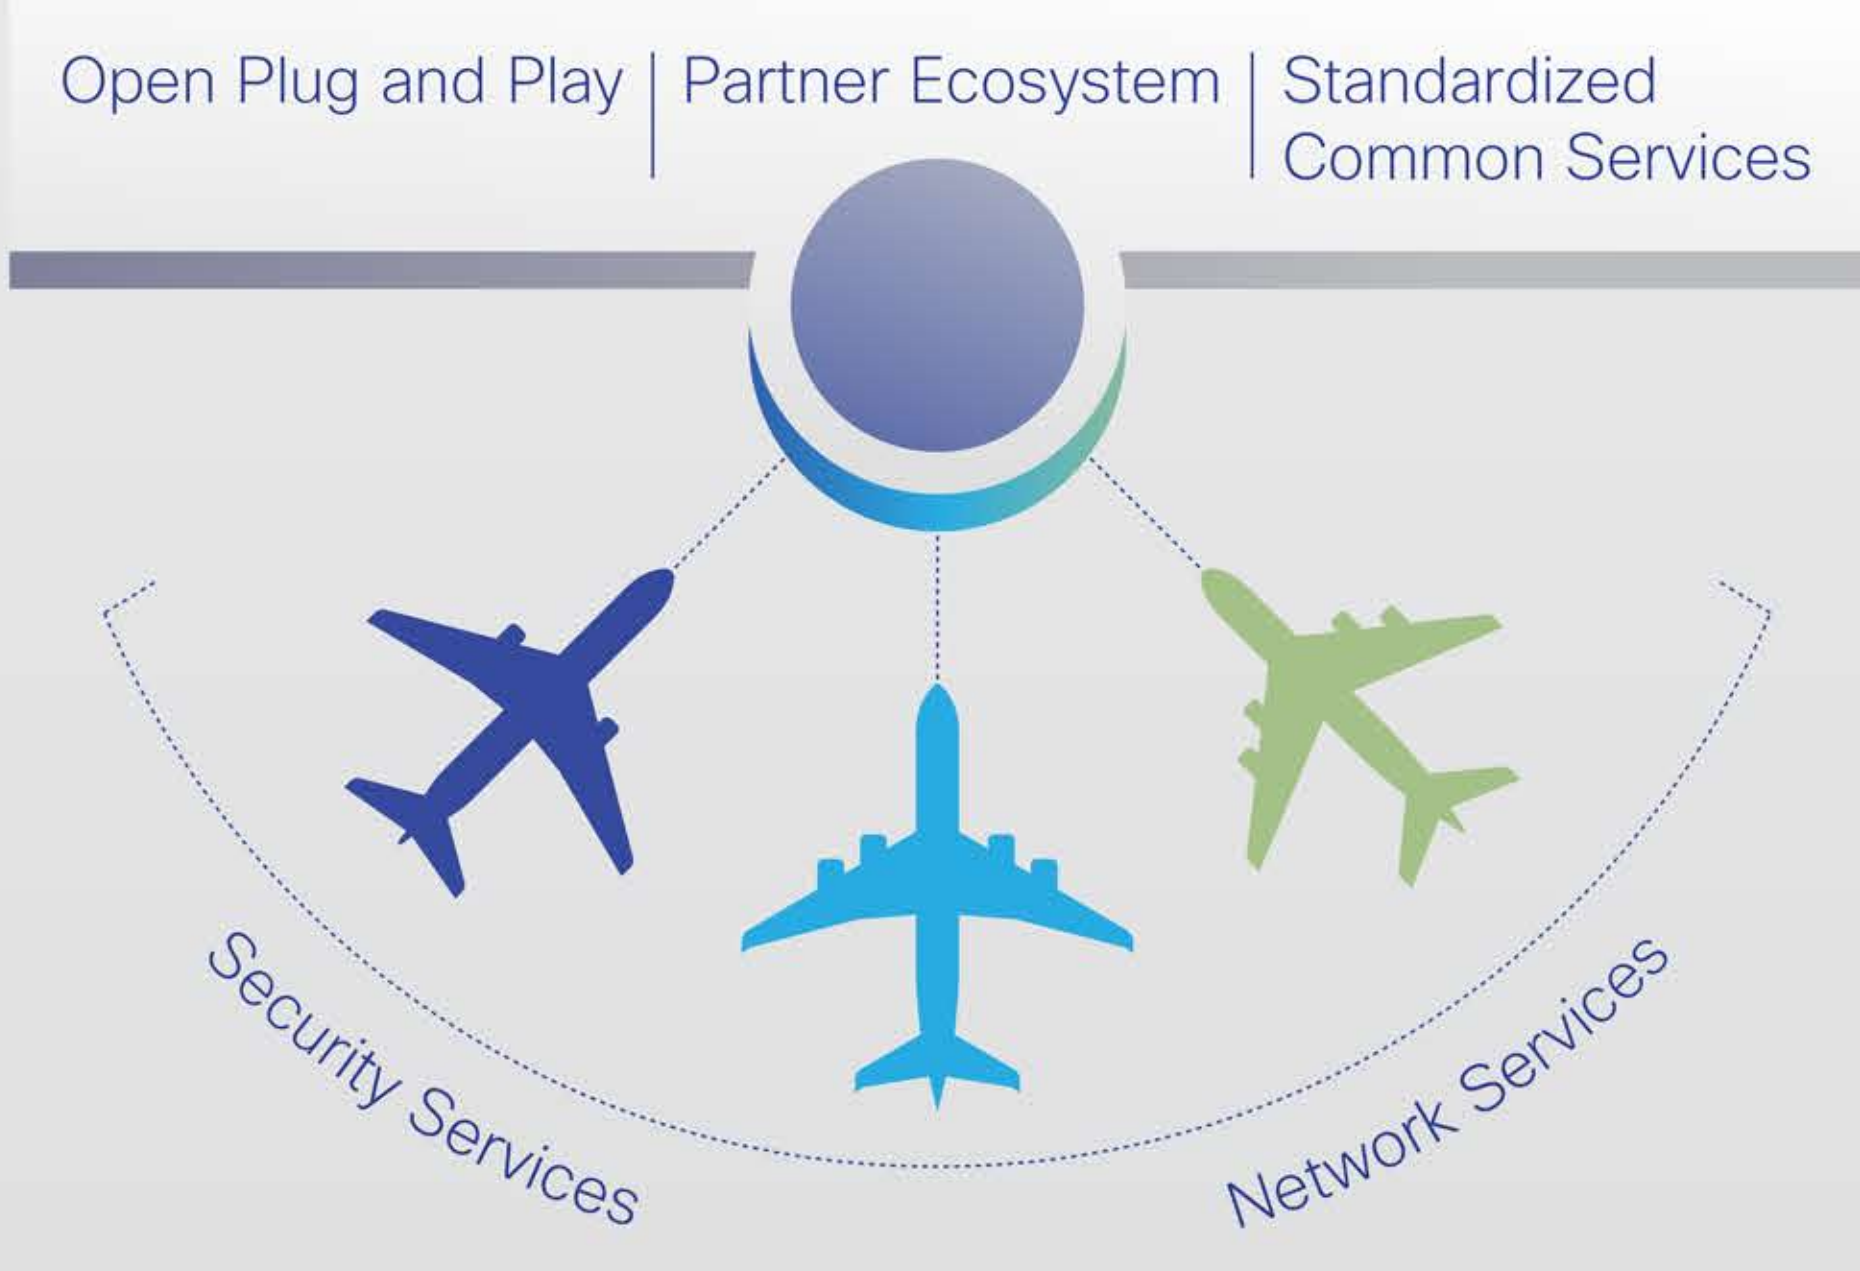 Open Plug and Play
Partner Ecosystem
Standardized
Common Services
Security Services
Network Services